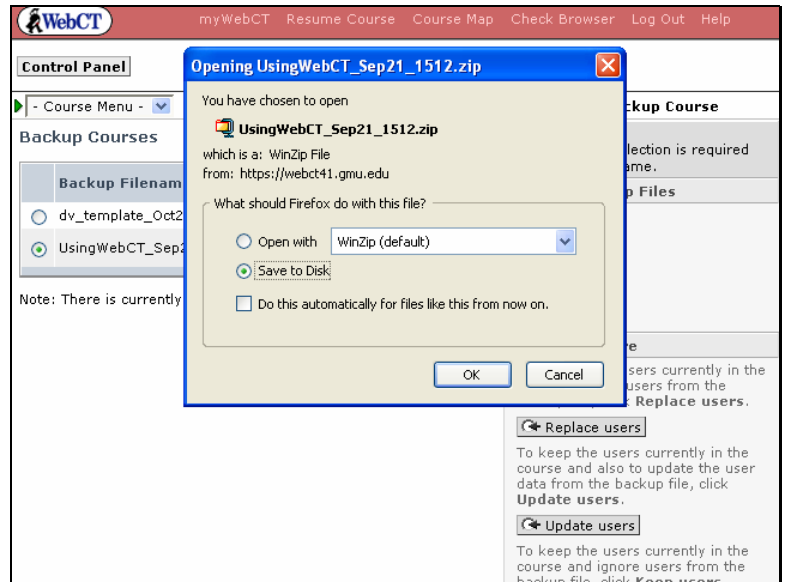 WebCT
myWebCT Resume Course Course Map Check Browser Log Out Help
Control Panel
- Course Menu -
Backup Courses
Backup Filenam
dv_template_Oct2
UsingWebCT_Sep2
Note: There is currently
Opening UsingWebCT_Sep21_1512.zip
You have chosen to open
UsingWebCT_Sep21_1512.zip
which is a: WinZip File
from: https://webct41.gmu.edu
What should Firefox do with this file?
Open with WinZip (default)
Save to Disk
Do this automatically for files like this from now on.
OK Cancel
ckup Course
lection is required
ame.
p Files
e
sers currently in the
users from the
Replace users.
Replace users
To keep the users currently in the
course and also to update the user
data from the backup file, click
Update users.
Update users
To keep the users currently in the
course and ignore users from the
backup file, click Keep users